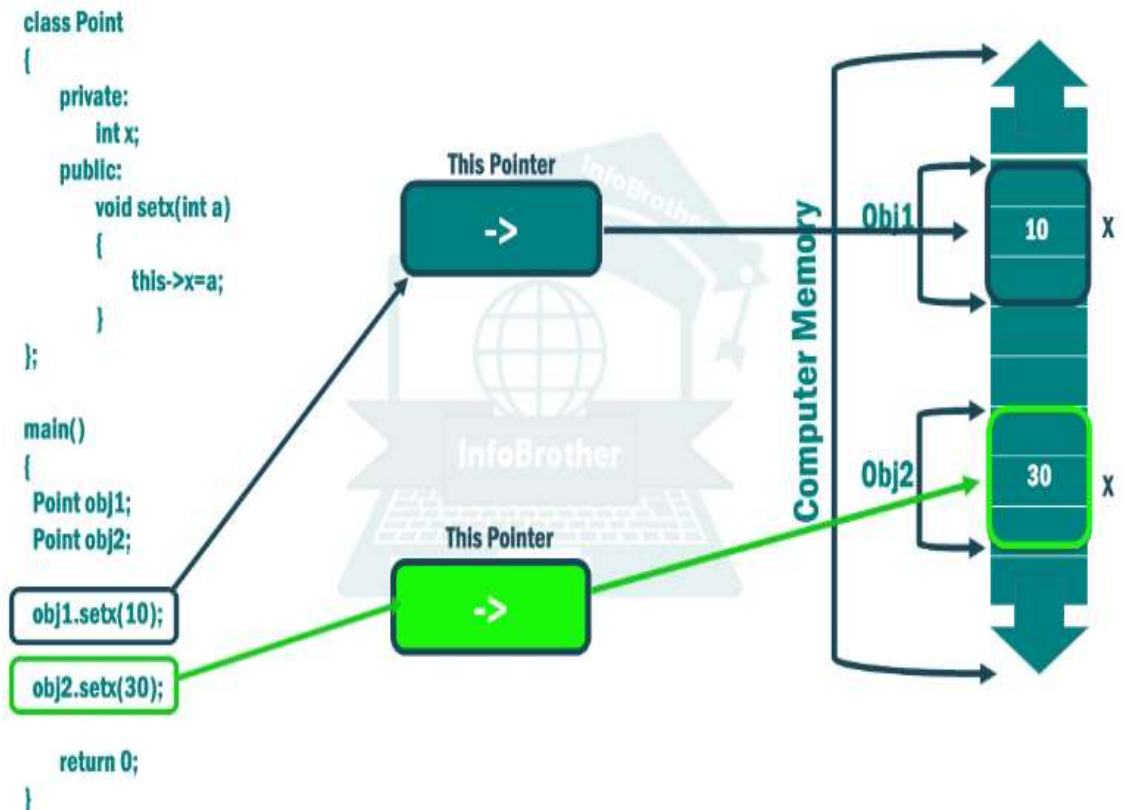 class Point
{
private:
int x;
public:
void setx(int a)
{
this->x=a;
}
};
main()
{
Point obj1;
Point obj2;
obj1.setx(10);
obj2.setx(30);
return 0;
}
This Pointer
->
This Pointer
->
InfoBrother
InfoBrother
Computer Memory
Obj1
10
X
Obj2
30
X